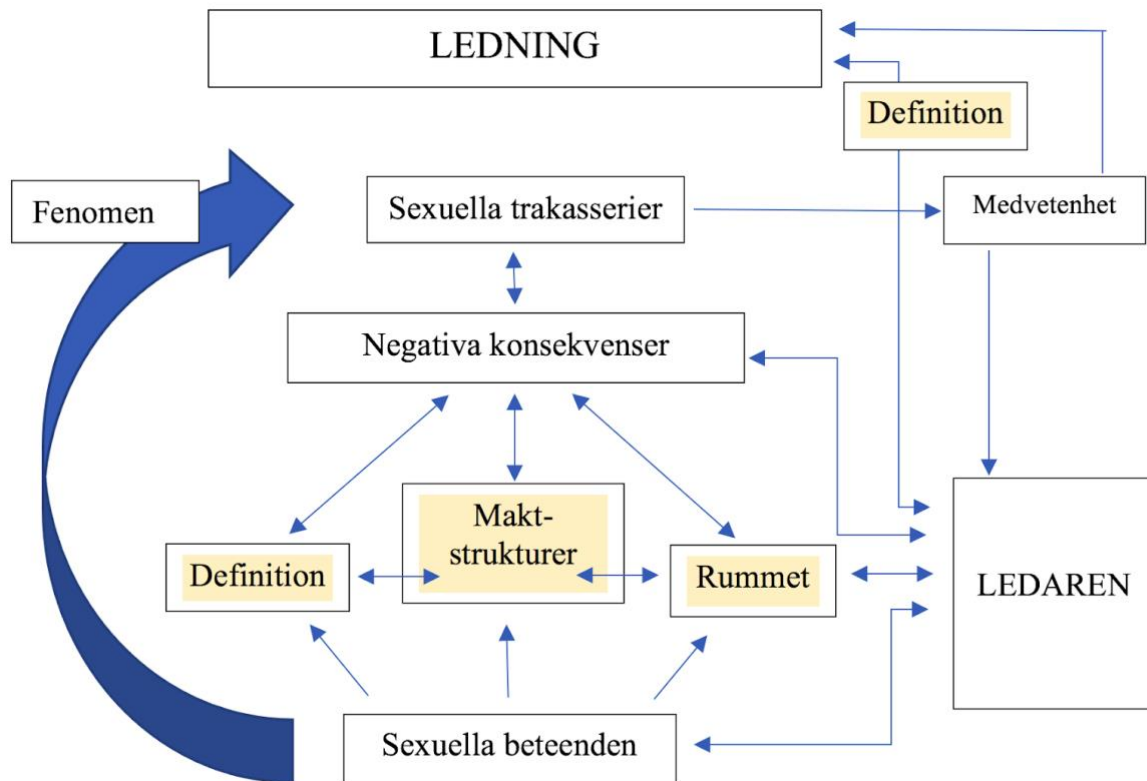 LEDNING
Definition
Fenomen
Sexuella trakasserier
Medvetenhet
Negativa konsekvenser
Makt-
strukturer
Definition
Rummet
LEDAREN
Sexuella beteenden